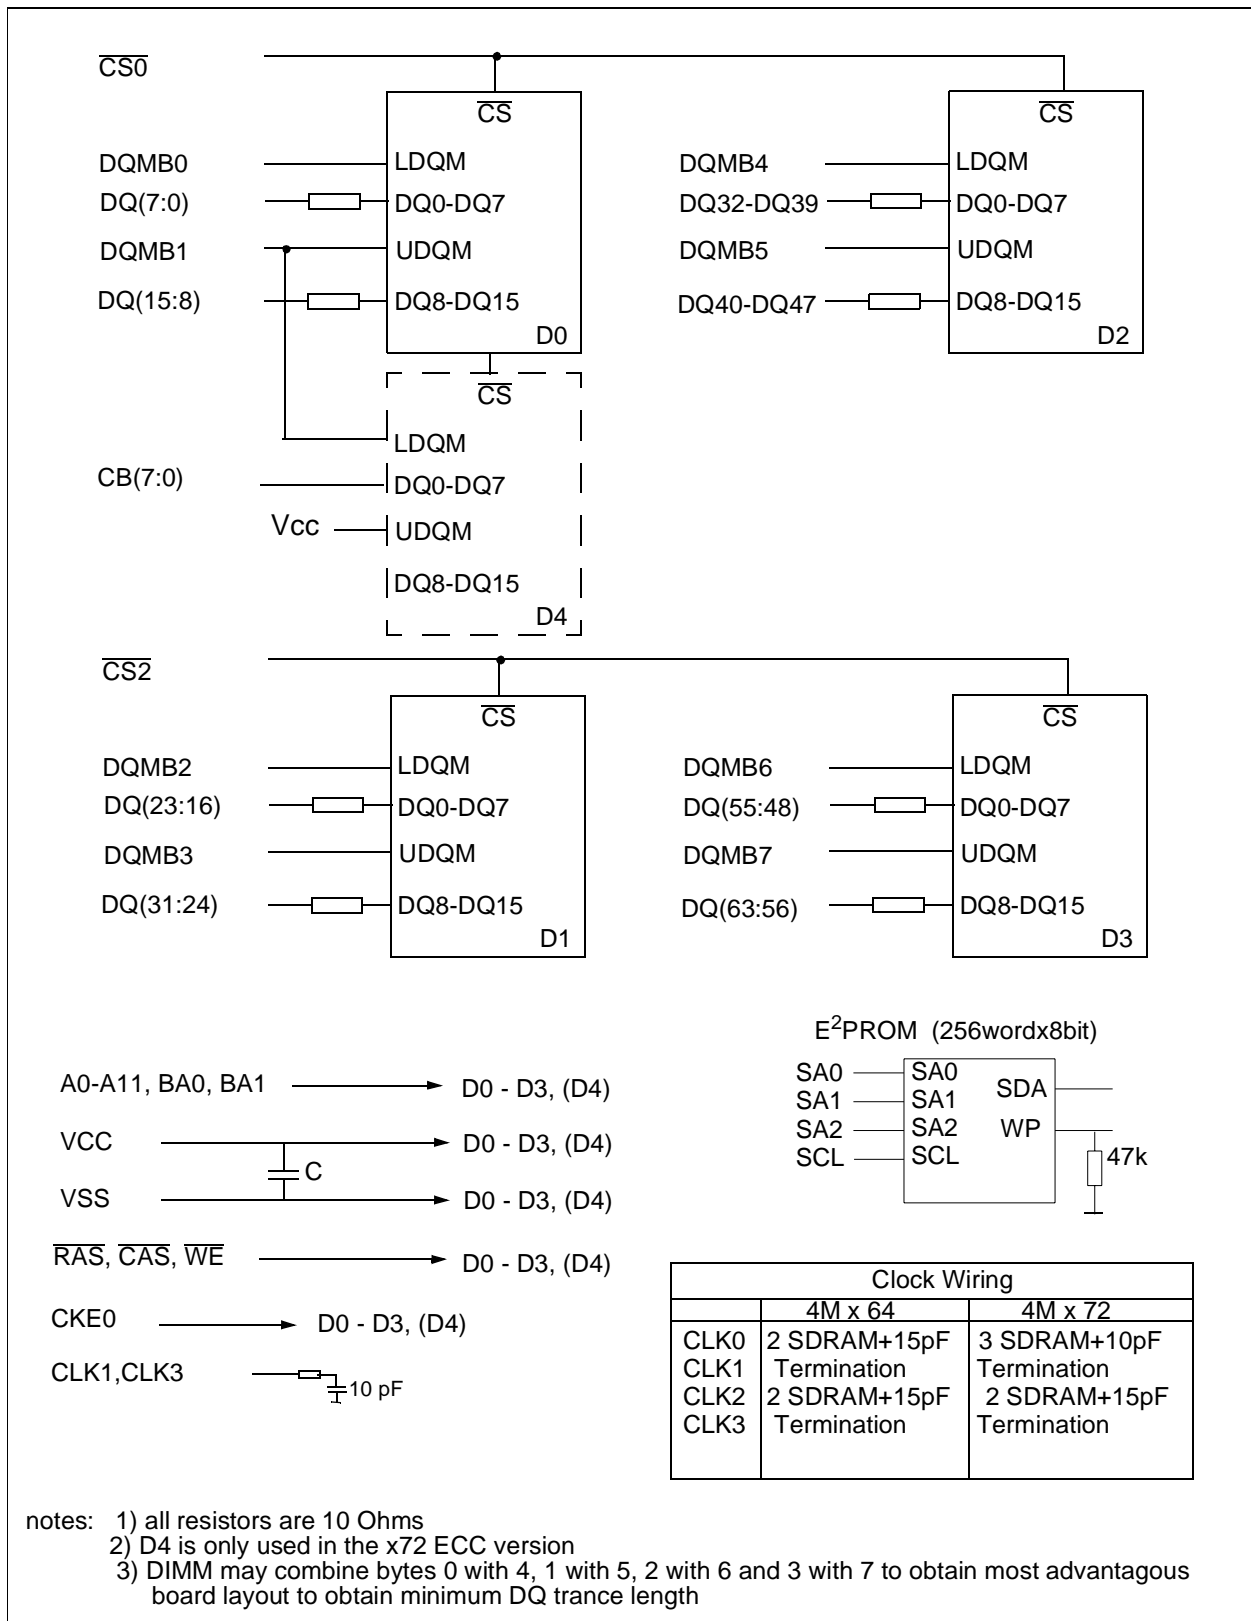 CS0
CS
CS
DQMB0
LDQM
DQMB4
LDQM
DQ(7:0)
DQ0-DQ7
DQ32-DQ39
DQ0-DQ7
DQMB1
UDQM
DQMB5
UDQM
DQ(15:8)
DQ8-DQ15
DQ40-DQ47
DQ8-DQ15
D0
D2
CS
LDQM
CB(7:0)
DQ0-DQ7
Vcc
UDQM
DQ8-DQ15
D4
CS2
CS
CS
DQMB2
LDQM
DQMB6
LDQM
DQ(23:16)
DQ0-DQ7
DQ(55:48)
DQ0-DQ7
DQMB3
UDQM
DQMB7
UDQM
DQ(31:24)
DQ8-DQ15
DQ(63:56)
DQ8-DQ15
D1
D3
E²PROM (256wordx8bit)
SA0
SA0
SDA
SA1
SA1
SA2
SA2
WP
SCL
SCL
47k
A0-A11, BA0, BA1
D0 - D3, (D4)
VCC
D0 - D3, (D4)
C
VSS
D0 - D3, (D4)
RAS, CAS, WE
D0 - D3, (D4)
CKE0
D0 - D3, (D4)
CLK1,CLK3
10 pF
Clock Wiring
4M x 64 4M x 72
CLK0 2 SDRAM+15pF 3 SDRAM+10pF
CLK1 Termination Termination
CLK2 2 SDRAM+15pF 2 SDRAM+15pF
CLK3 Termination Termination
notes: 1) all resistors are 10 Ohms
2) D4 is only used in the x72 ECC version
3) DIMM may combine bytes 0 with 4, 1 with 5, 2 with 6 and 3 with 7 to obtain most advantagous
board layout to obtain minimum DQ trance length